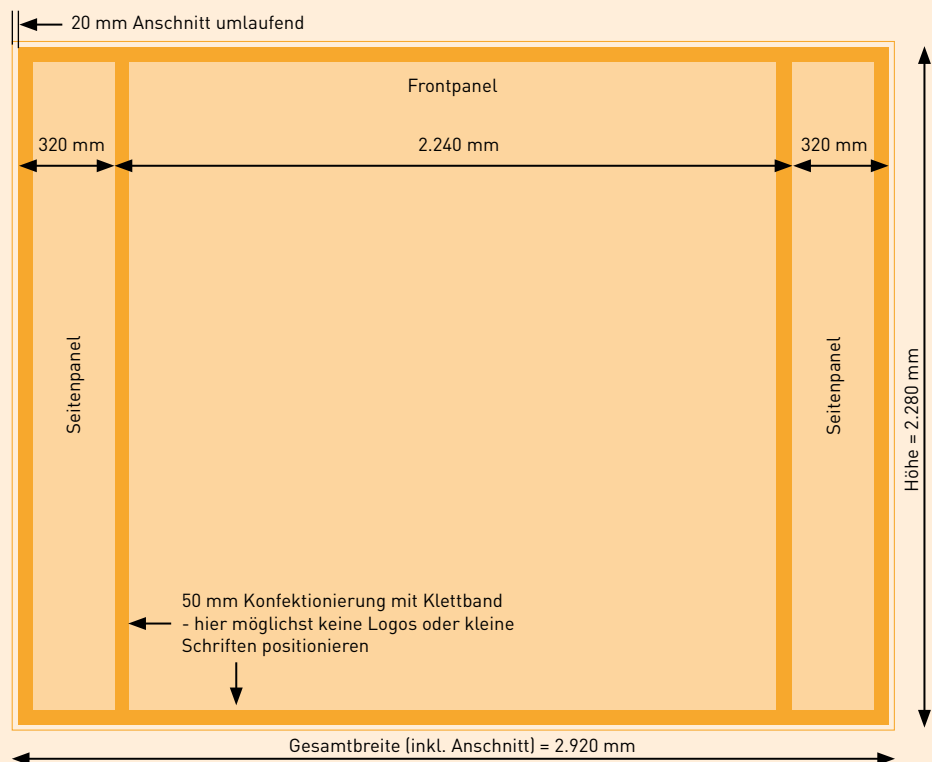 20 mm Anschnitt umlaufend
Frontpanel
320 mm
2.240 mm
320 mm
Seitenpanel
Seitenpanel
Höhe = 2.280 mm
50 mm Konfektionierung mit Klettband
- hier möglichst keine Logos oder kleine
Schriften positionieren
Gesamtbreite (inkl. Anschnitt) = 2.920 mm